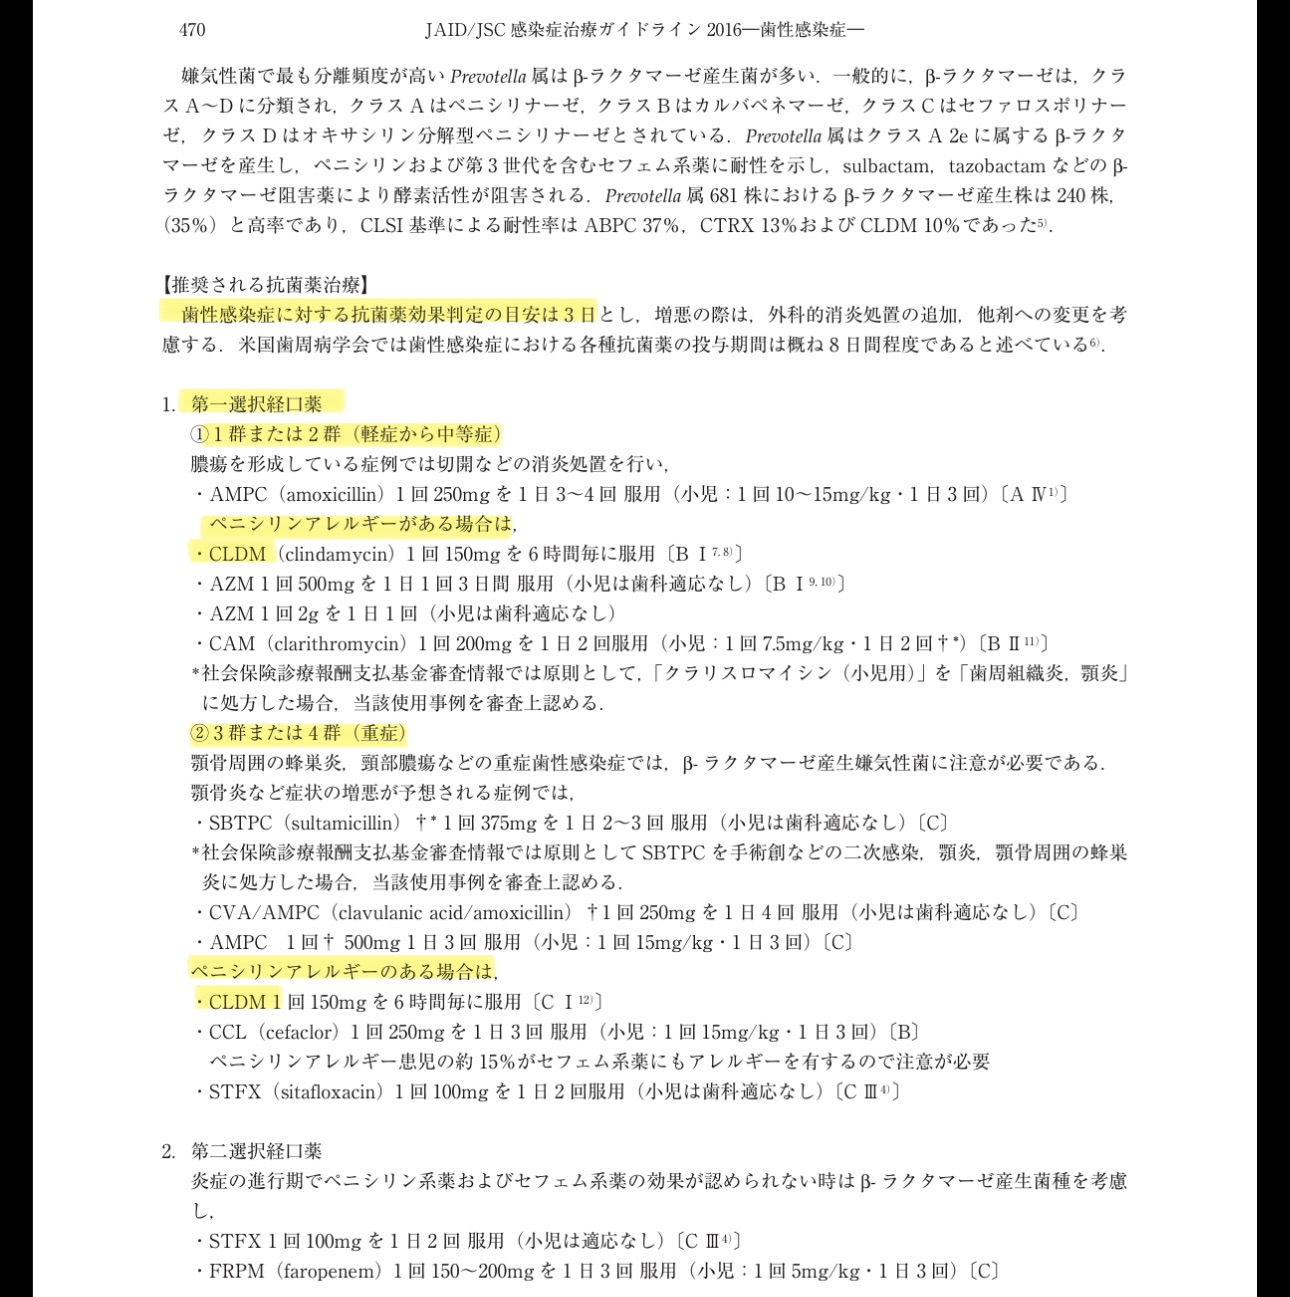 470
JAID/JSC 感染症治療ガイドライン 2016―歯性感染症―
嫌気性菌で最も分離頻度が高い Prevotella 属は β-ラクタマーゼ産生菌が多い．一般的に，β-ラクタマーゼは，クラ
ス A～D に分類され，クラス A はペニシリナーゼ，クラス B はカルバペネマーゼ，クラス C はセファロスポリナー
ゼ，クラス D はオキサシリン分解型ペニシリナーゼとされている．Prevotella 属はクラス A 2e に属する β-ラクタ
マーゼを産生し，ペニシリンおよび第 3 世代を含むセフェム系薬に耐性を示し，sulbactam，tazobactam などの β-
ラクタマーゼ阻害薬により酵素活性が阻害される．Prevotella 属 681 株における β-ラクタマーゼ産生株は 240 株，
（35%）と高率であり，CLSI 基準による耐性率は ABPC 37%，CTRX 13%および CLDM 10%であった5）．
【推奨される抗菌薬治療】
歯性感染症に対する抗菌薬効果判定の目安は 3 日とし，増悪の際は，外科的消炎処置の追加，他剤への変更を考
慮する．米国歯周病学会では歯性感染症における各種抗菌薬の投与期間は概ね 8 日間程度であると述べている6）．
1. 第一選択経口薬
①1 群または 2 群（軽症から中等症）
膿瘍を形成している症例では切開などの消炎処置を行い，
・AMPC（amoxicillin）1 回 250mg を 1 日 3～4 回 服用（小児：1 回 10～15mg/kg・1 日 3 回）〔A Ⅳ1）〕
ペニシリンアレルギーがある場合は，
・CLDM（clindamycin）1 回 150mg を 6 時間毎に服用〔B Ⅰ7, 8）〕
・AZM 1 回 500mg を 1 日 1 回 3 日間 服用（小児は歯科適応なし）〔B Ⅰ9, 10）〕
・AZM 1 回 2g を 1 日 1 回（小児は歯科適応なし）
・CAM（clarithromycin）1 回 200mg を 1 日 2 回服用（小児：1 回 7.5mg/kg・1 日 2 回†*）〔B Ⅱ11）〕
*社会保険診療報酬支払基金審査情報では原則として，「クラリスロマイシン（小児用）」を「歯周組織炎，顎炎」
に処方した場合，当該使用事例を審査上認める．
②3 群または 4 群（重症）
顎骨周囲の蜂巣炎，頸部膿瘍などの重症歯性感染症では，β- ラクタマーゼ産生嫌気性菌に注意が必要である．
顎骨炎など症状の増悪が予想される症例では，
・SBTPC（sultamicillin）†* 1 回 375mg を 1 日 2～3 回 服用（小児は歯科適応なし）〔C〕
*社会保険診療報酬支払基金審査情報では原則として SBTPC を手術創などの二次感染，顎炎，顎骨周囲の蜂巣
炎に処方した場合，当該使用事例を審査上認める．
・CVA/AMPC（clavulanic acid/amoxicillin）†1 回 250mg を 1 日 4 回 服用（小児は歯科適応なし）〔C〕
・AMPC 1 回† 500mg 1 日 3 回 服用（小児：1 回 15mg/kg・1 日 3 回）〔C〕
ペニシリンアレルギーのある場合は，
・CLDM 1 回 150mg を 6 時間毎に服用〔C Ⅰ12）〕
・CCL（cefaclor）1 回 250mg を 1 日 3 回 服用（小児：1 回 15mg/kg・1 日 3 回）〔B〕
ペニシリンアレルギー患児の約 15%がセフェム系薬にもアレルギーを有するので注意が必要
・STFX（sitafloxacin）1 回 100mg を 1 日 2 回服用（小児は歯科適応なし）〔C Ⅲ4）〕
2. 第二選択経口薬
炎症の進行期でペニシリン系薬およびセフェム系薬の効果が認められない時は β- ラクタマーゼ産生菌種を考慮
し，
・STFX 1 回 100mg を 1 日 2 回 服用（小児は適応なし）〔C Ⅲ4）〕
・FRPM（faropenem）1 回 150～200mg を 1 日 3 回 服用（小児：1 回 5mg/kg・1 日 3 回）〔C〕